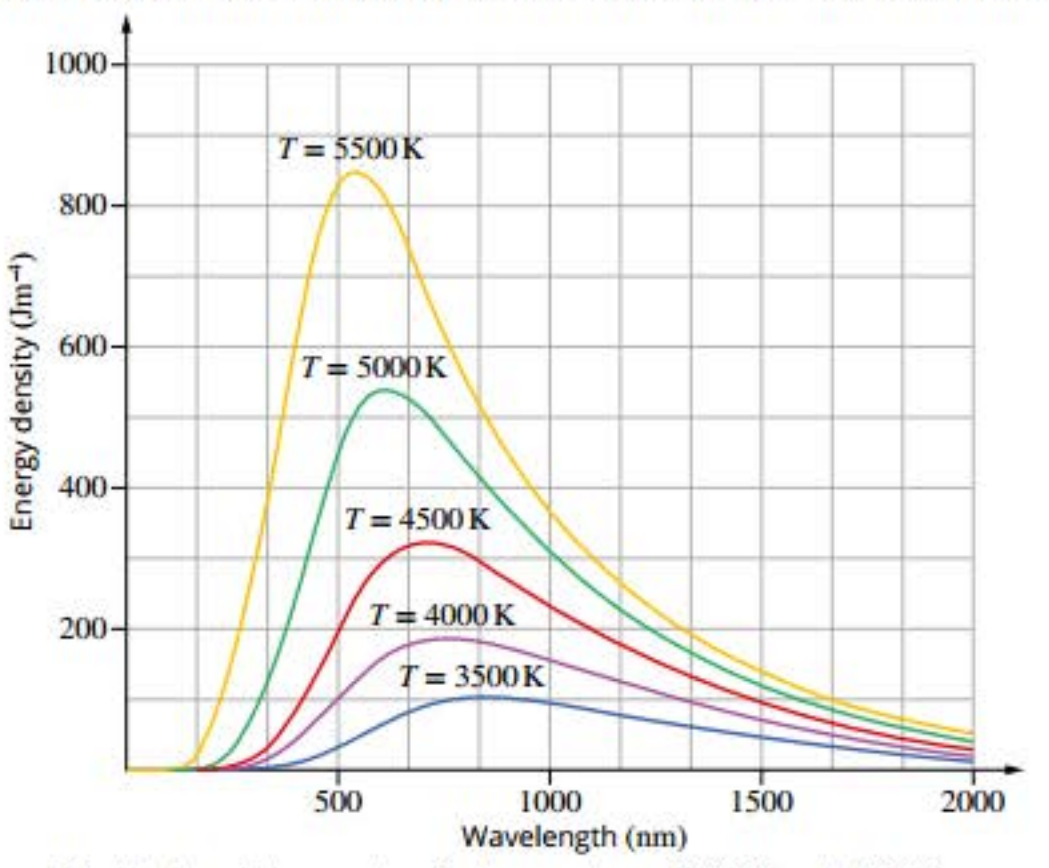 1000
T = 5500 K
800
Energy density (Jm⁻⁴)
600
T = 5000 K
400
T = 4500 K
T = 4000 K
200
T = 3500 K
500 1000 1500 2000
Wavelength (nm)